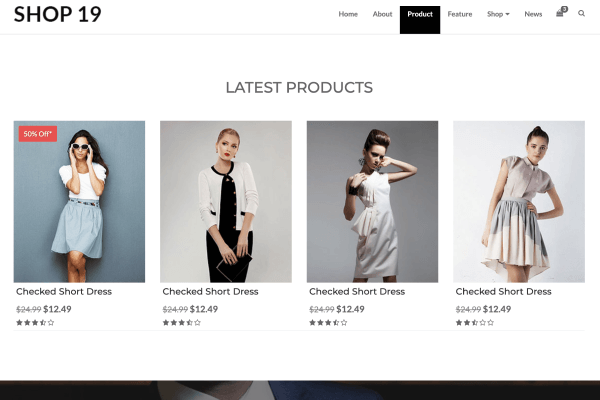 SHOP 19
Home About Product Feature Shop News 3
LATEST PRODUCTS
50% Off*
Checked Short Dress Checked Short Dress Checked Short Dress Checked Short Dress
$24.99 $12.49 $24.99 $12.49 $24.99 $12.49 $24.99 $12.49